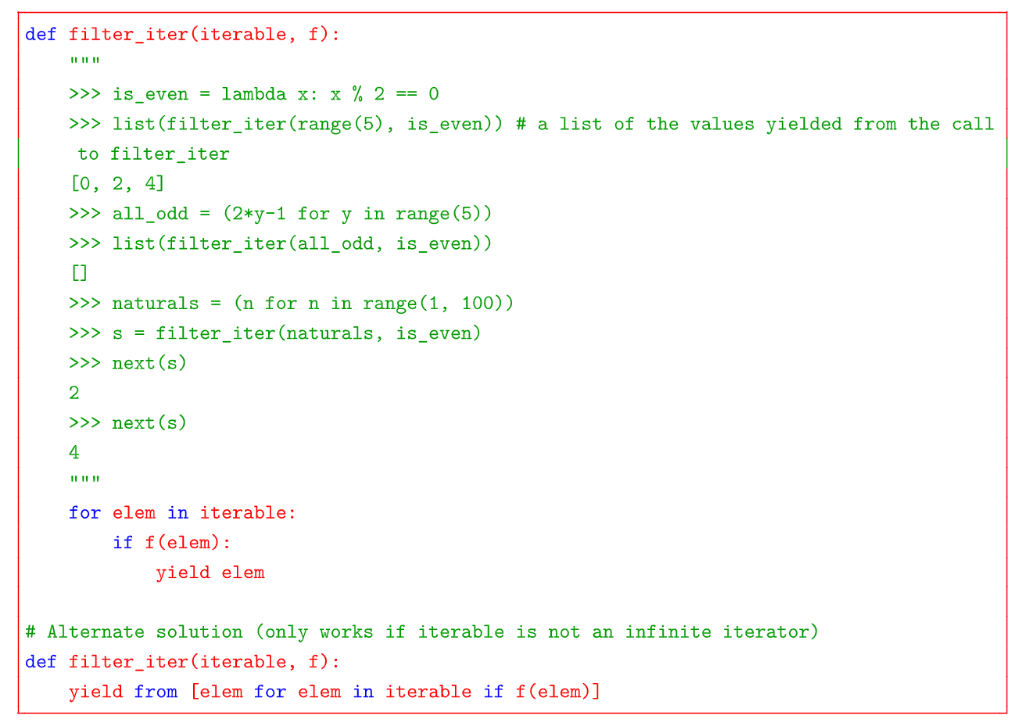 def filter_iter(iterable, f):
    """
    >>> is_even = lambda x: x % 2 == 0
    >>> list(filter_iter(range(5), is_even)) # a list of the values yielded from the call
     to filter_iter
    [0, 2, 4]
    >>> all_odd = (2*y-1 for y in range(5))
    >>> list(filter_iter(all_odd, is_even))
    []
    >>> naturals = (n for n in range(1, 100))
    >>> s = filter_iter(naturals, is_even)
    >>> next(s)
    2
    >>> next(s)
    4
    """
    for elem in iterable:
        if f(elem):
            yield elem

# Alternate solution (only works if iterable is not an infinite iterator)
def filter_iter(iterable, f):
    yield from [elem for elem in iterable if f(elem)]